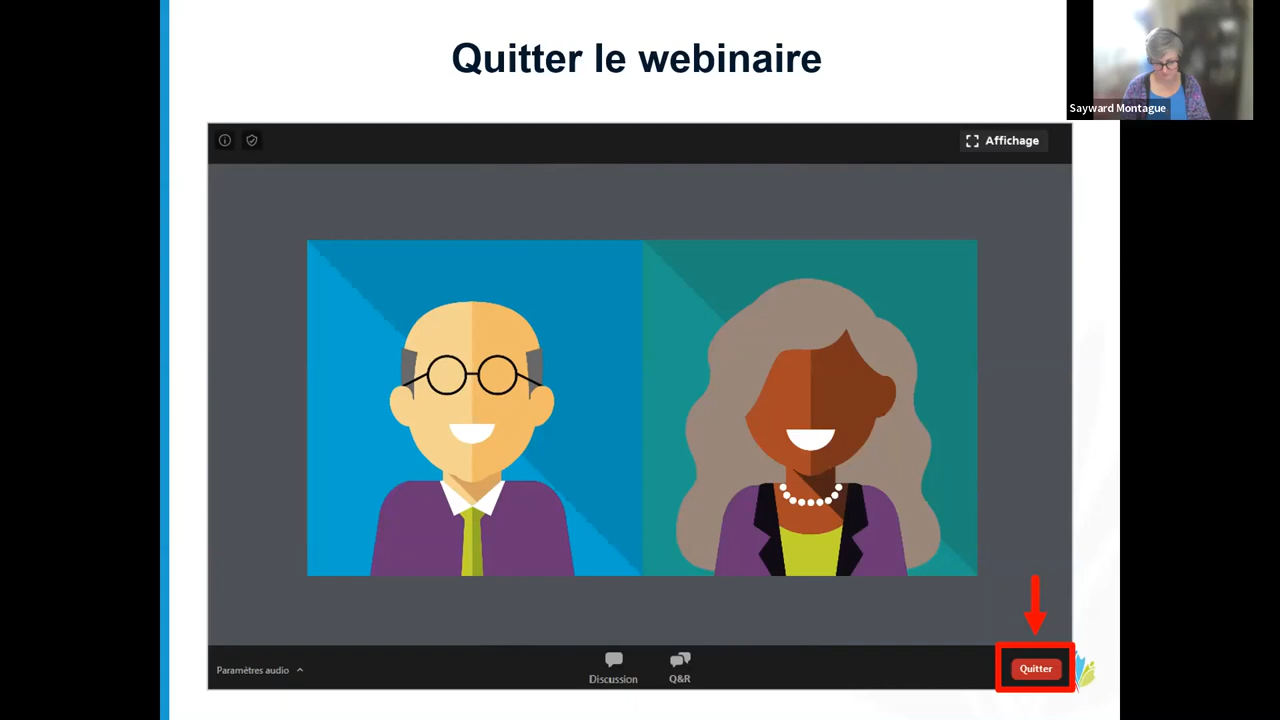 Quitter le webinaire
Sayward Montague
Affichage
Paramètres audio
Discussion
Q&R
Quitter